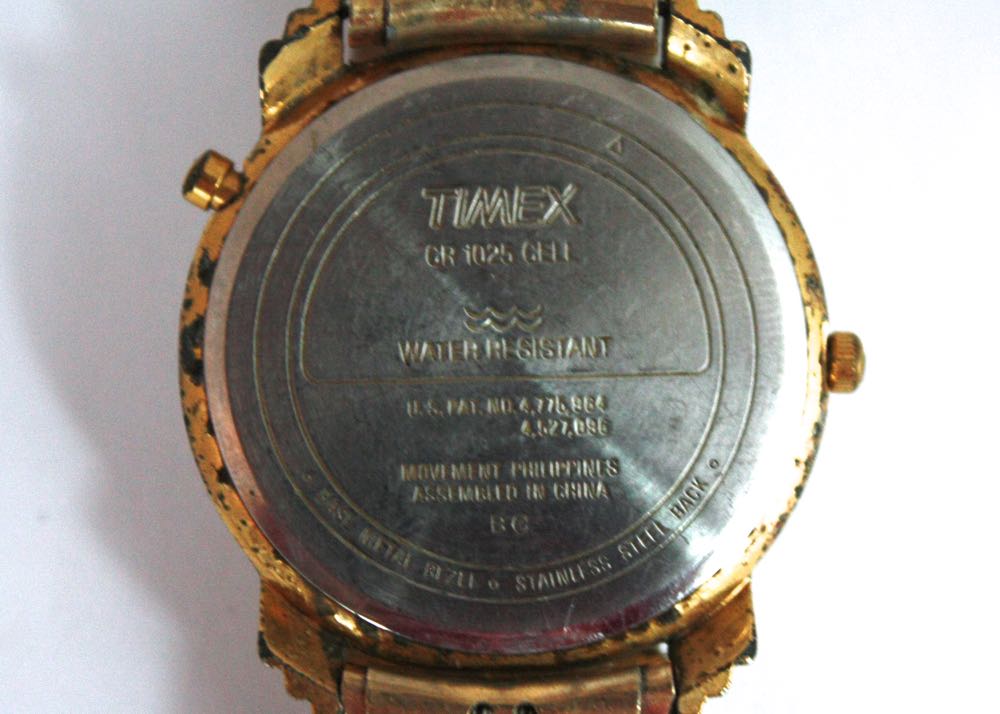 TIMEX
CR 1025 CELL
WATER RESISTANT
U.S. PAT. NO. 4,775,964
4,527,096
MOVEMENT PHILIPPINES
ASSEMBLED IN CHINA
BC
BASE METAL BEZEL STAINLESS STEEL BACK